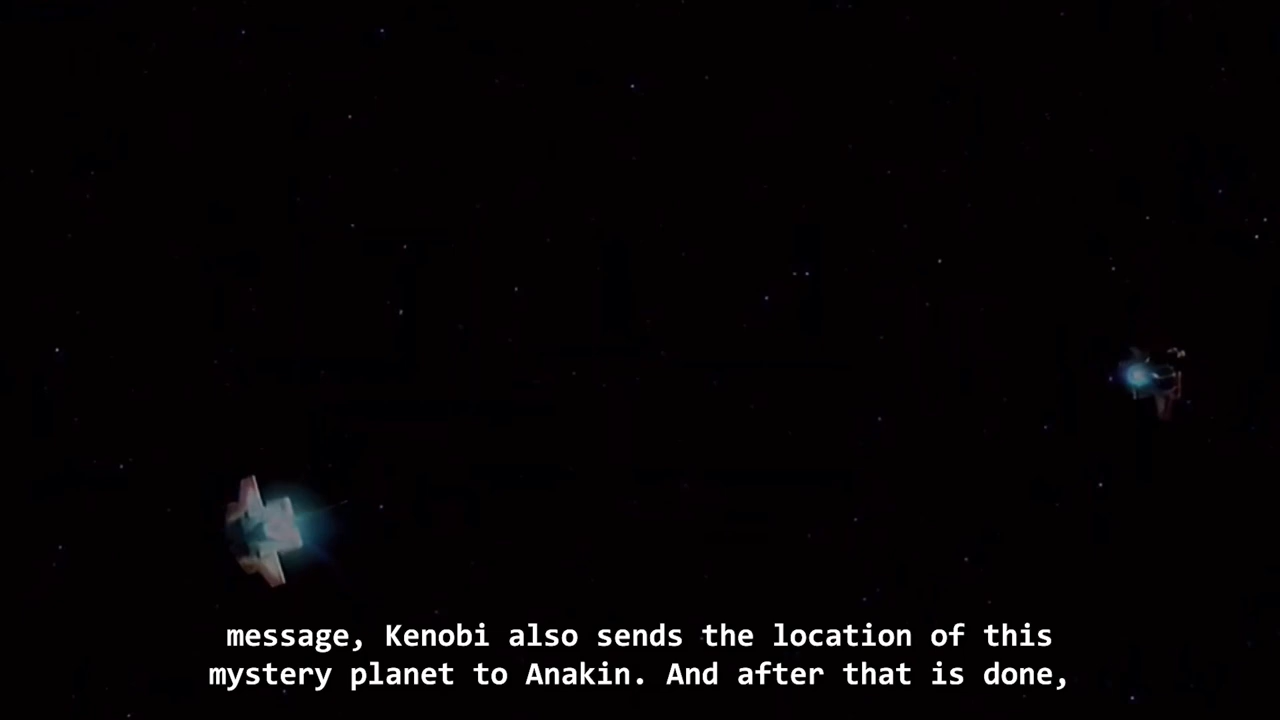 message, Kenobi also sends the location of this
mystery planet to Anakin. And after that is done,